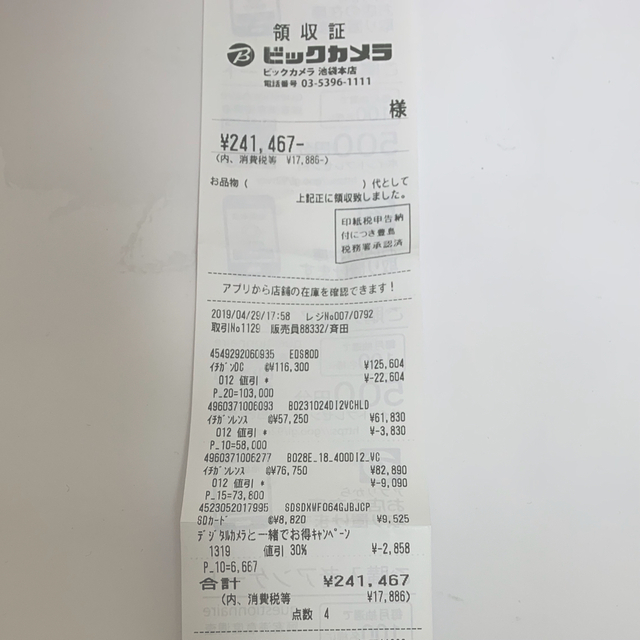 領収証
B ビックカメラ
ビックカメラ 池袋本店
電話番号 03-5396-1111
様
¥241,467-
(内、消費税等 ¥17,886-)
お品物( )代として
上記正に領収致しました。
印紙税申告納
付につき豊島
税務署承認済
アプリから店舗の在庫を確認できます!
2019/04/29/17:58 レジNo007/0792
取引No1129 販売員88332/斉田
4549292060935 EOS80D
イチガンDC @¥116,300 ¥125,604
012 値引 * ¥-22,604
P_20=103,000
4960371006093 BO231024DI2VCHLD
イチガンレンズ @¥57,250 ¥61,830
012 値引 * ¥-3,830
P_10=58,000
4960371006277 BO28E_18_400DI2_VC
イチガンレンズ @¥76,750 ¥82,890
012 値引 * ¥-9,090
P_15=73,800
4523052017995 SDSDXVF064GJBJCP
SDカード @¥8,820 ¥9,525
デジタルカメラと一緒でお得キャンペーン
1319 値引 30% ¥-2,858
P_10=6,667
合計 ¥241,467
(内、消費税等 ¥17,886)
点数 4